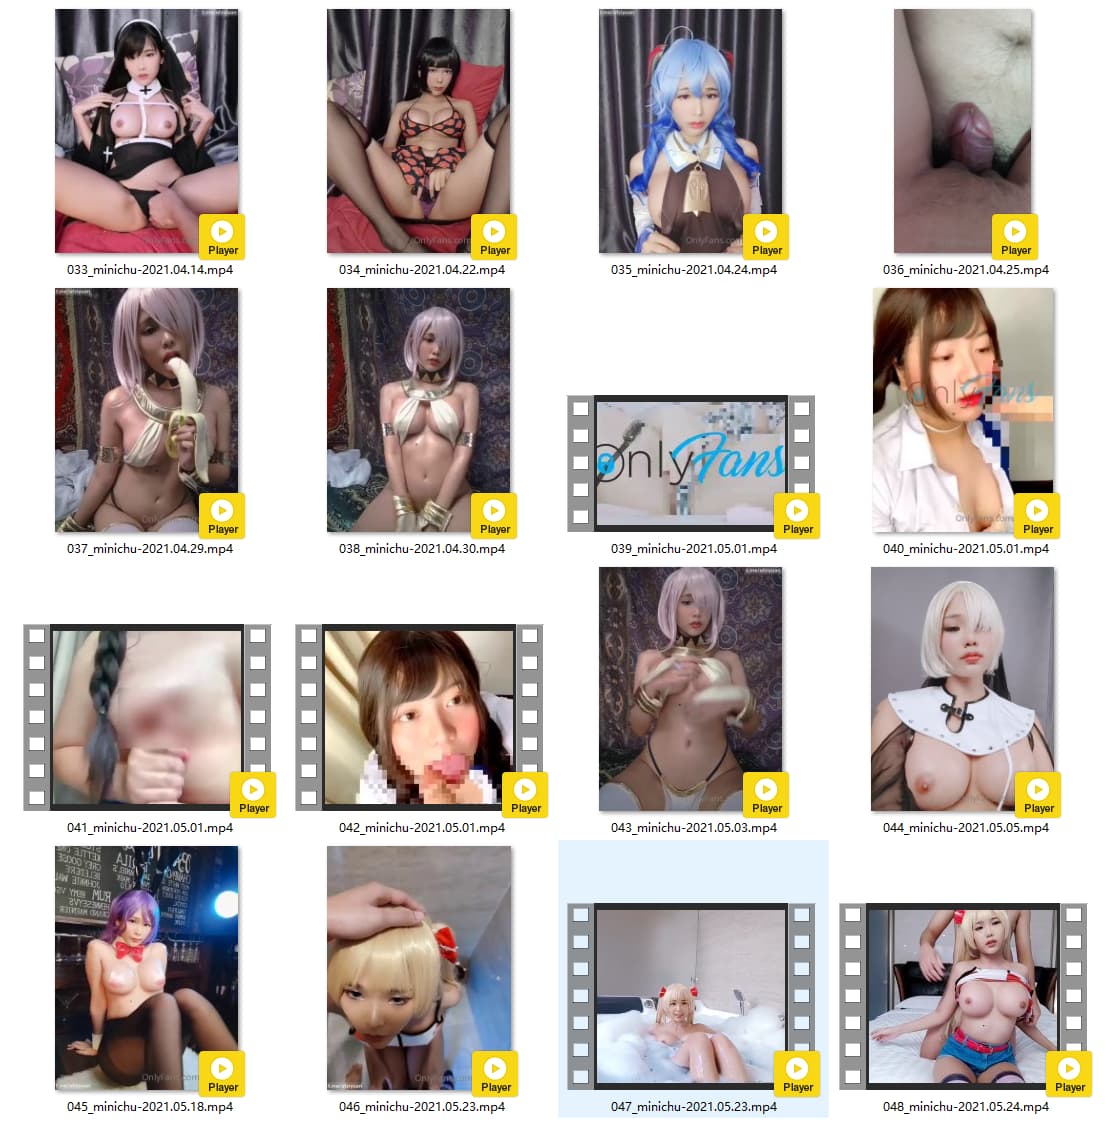 Player
Player
Player
Player
033_minichu-2021.04.14.mp4
034_minichu-2021.04.22.mp4
035_minichu-2021.04.24.mp4
036_minichu-2021.04.25.mp4
Player
Player
OnlyFans
Player
OnlyFans
Player
037_minichu-2021.04.29.mp4
038_minichu-2021.04.30.mp4
039_minichu-2021.05.01.mp4
040_minichu-2021.05.01.mp4
Player
Player
Player
Player
041_minichu-2021.05.01.mp4
042_minichu-2021.05.01.mp4
043_minichu-2021.05.03.mp4
044_minichu-2021.05.05.mp4
Player
Player
Player
Player
045_minichu-2021.05.18.mp4
046_minichu-2021.05.23.mp4
047_minichu-2021.05.23.mp4
048_minichu-2021.05.24.mp4